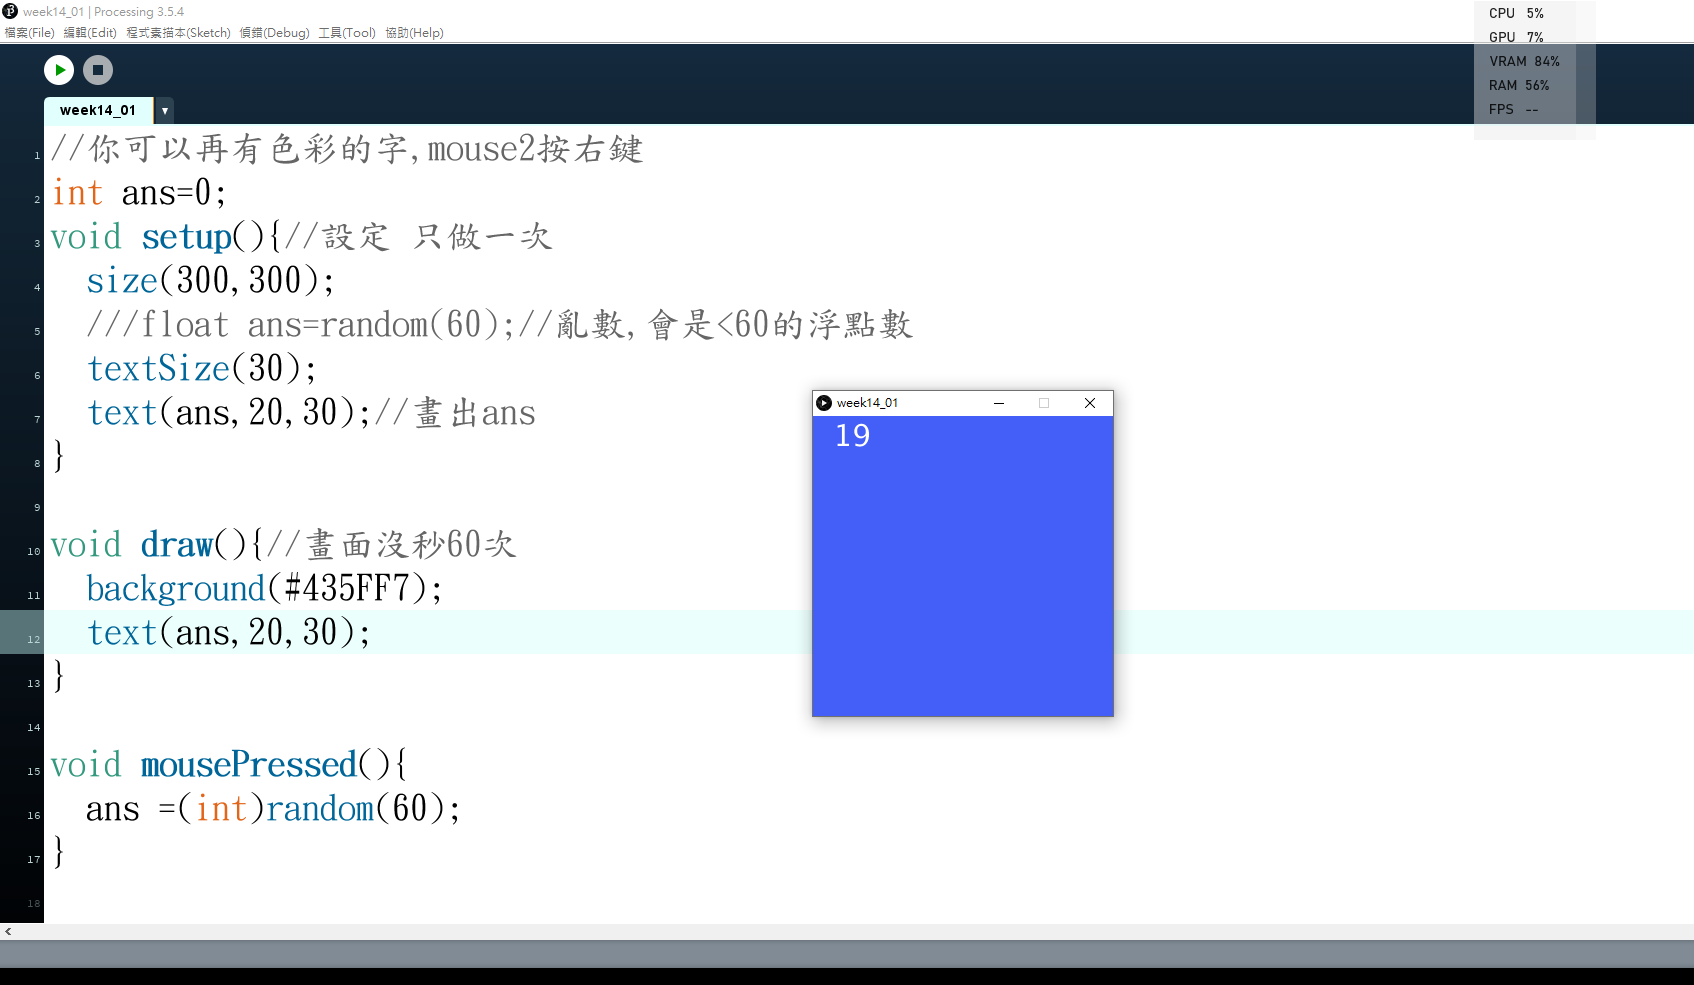 week14_01 | Processing 3.5.4
檔案(File) 編輯(Edit) 程式素描本(Sketch) 偵錯(Debug) 工具(Tool) 協助(Help)
CPU 5%
GPU 7%
VRAM 84%
RAM 56%
FPS --
week14_01 ▼
1 //你可以再有色彩的字,mouse2按右鍵
2 int ans=0;
3 void setup(){//設定 只做一次
4 size(300,300);
5 ///float ans=random(60);//亂數,會是<60的浮點數
6 textSize(30);
7 text(ans,20,30);//畫出ans
8 }
9
10 void draw(){//畫面沒秒60次
11 background(#435FF7);
12 text(ans,20,30);
13 }
14
15 void mousePressed(){
16 ans =(int)random(60);
17 }
18
week14_01
19